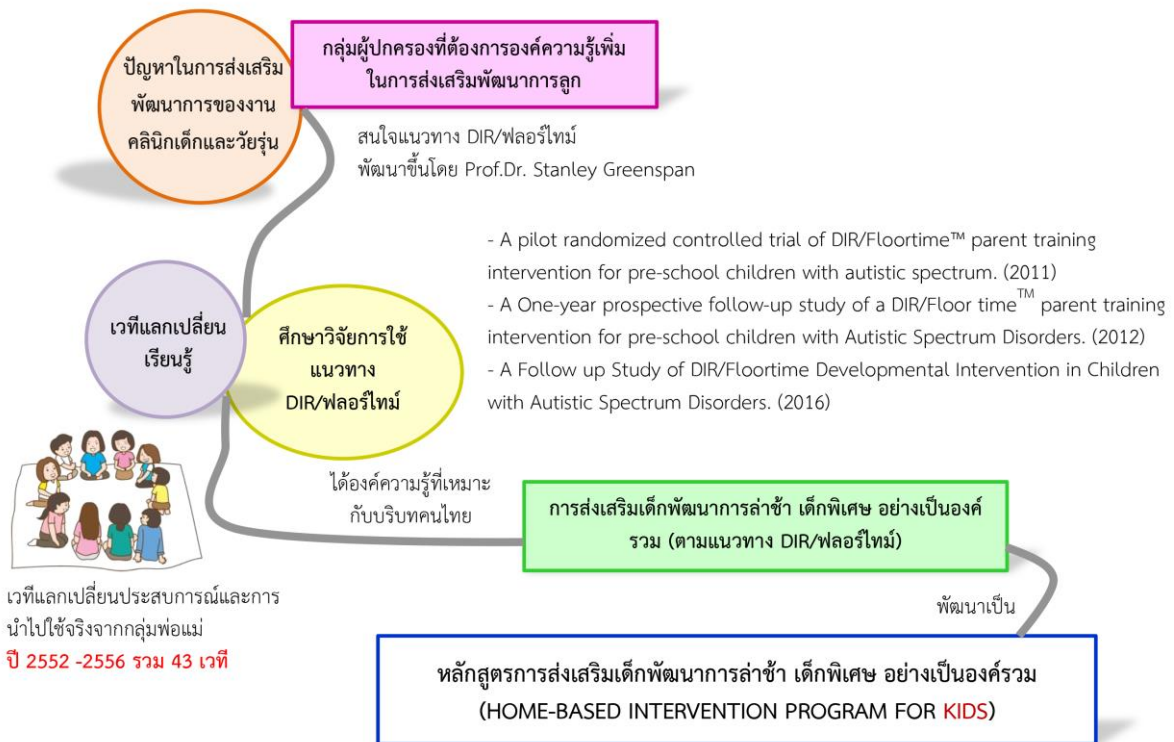 ปัญหาในการส่งเสริม
พัฒนาการของงาน
คลินิกเด็กและวัยรุ่น
กลุ่มผู้ปกครองที่ต้องการองค์ความรู้เพิ่ม
ในการส่งเสริมพัฒนาการลูก
สนใจแนวทาง DIR/ฟลอร์ไทม์
พัฒนาขึ้นโดย Prof.Dr. Stanley Greenspan
- A pilot randomized controlled trial of DIR/Floortime™ parent training
intervention for pre-school children with autistic spectrum. (2011)
- A One-year prospective follow-up study of a DIR/Floor time™ parent training
intervention for pre-school children with Autistic Spectrum Disorders. (2012)
- A Follow up Study of DIR/Floortime Developmental Intervention in Children
with Autistic Spectrum Disorders. (2016)
เวทีแลกเปลี่ยน
เรียนรู้
ศึกษาวิจัยการใช้
แนวทาง
DIR/ฟลอร์ไทม์
ได้องค์ความรู้ที่เหมาะ
กับบริบทคนไทย
การส่งเสริมเด็กพัฒนาการล่าช้า เด็กพิเศษ อย่างเป็นองค์
รวม (ตามแนวทาง DIR/ฟลอร์ไทม์)
เวทีแลกเปลี่ยนประสบการณ์และการ
นำไปใช้จริงจากกลุ่มพ่อแม่
ปี 2552 -2556 รวม 43 เวที
พัฒนาเป็น
หลักสูตรการส่งเสริมเด็กพัฒนาการล่าช้า เด็กพิเศษ อย่างเป็นองค์รวม
(HOME-BASED INTERVENTION PROGRAM FOR KIDS)